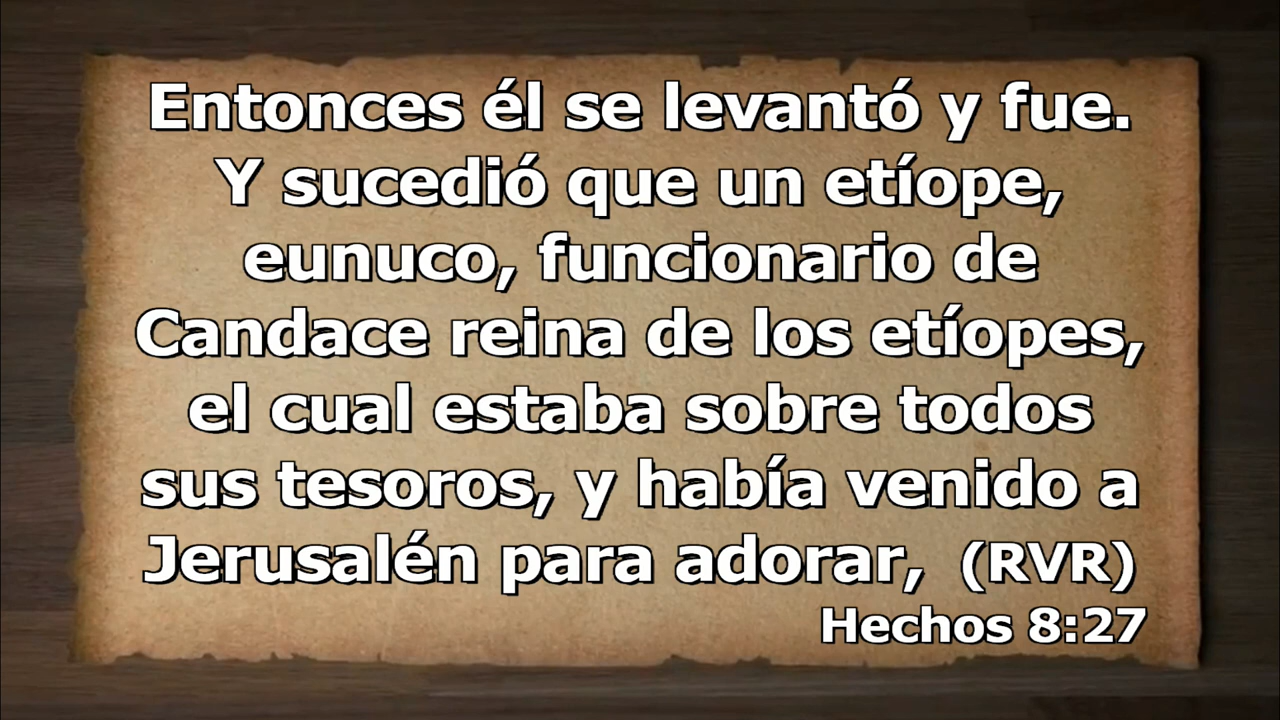 Entonces él se levantó y fue.
Y sucedió que un etíope,
eunuco, funcionario de
Candace reina de los etíopes,
el cual estaba sobre todos
sus tesoros, y había venido a
Jerusalén para adorar, (RVR)
Hechos 8:27